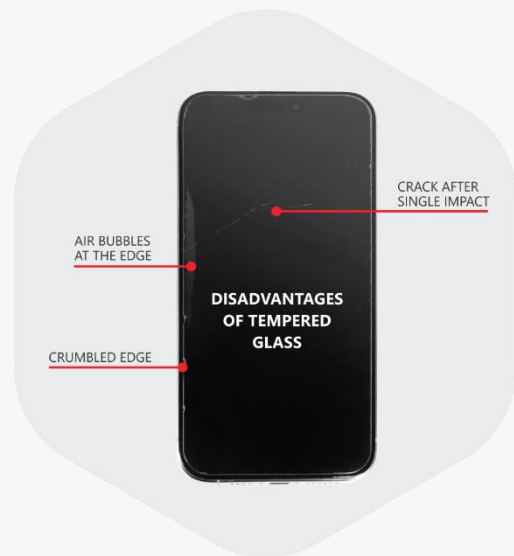 CRACK AFTER
SINGLE IMPACT
AIR BUBBLES
AT THE EDGE
DISADVANTAGES
OF TEMPERED
GLASS
CRUMBLED EDGE